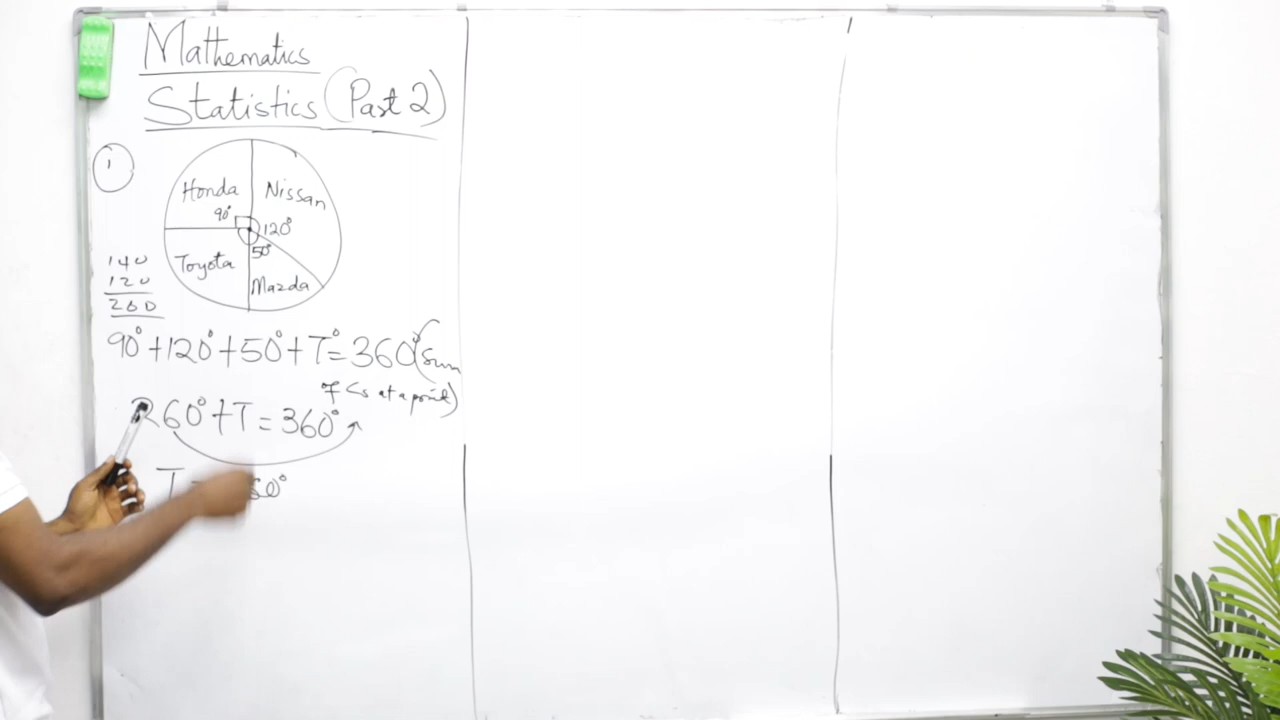 Mathematics
Statistics (Part 2)
1
Honda
Nissan
90°
120°
50°
Toyota
Mazda
140
120
260
90°+120°+50°+T°=360° (Sum
of <s at a point)
260°+T=360°
T